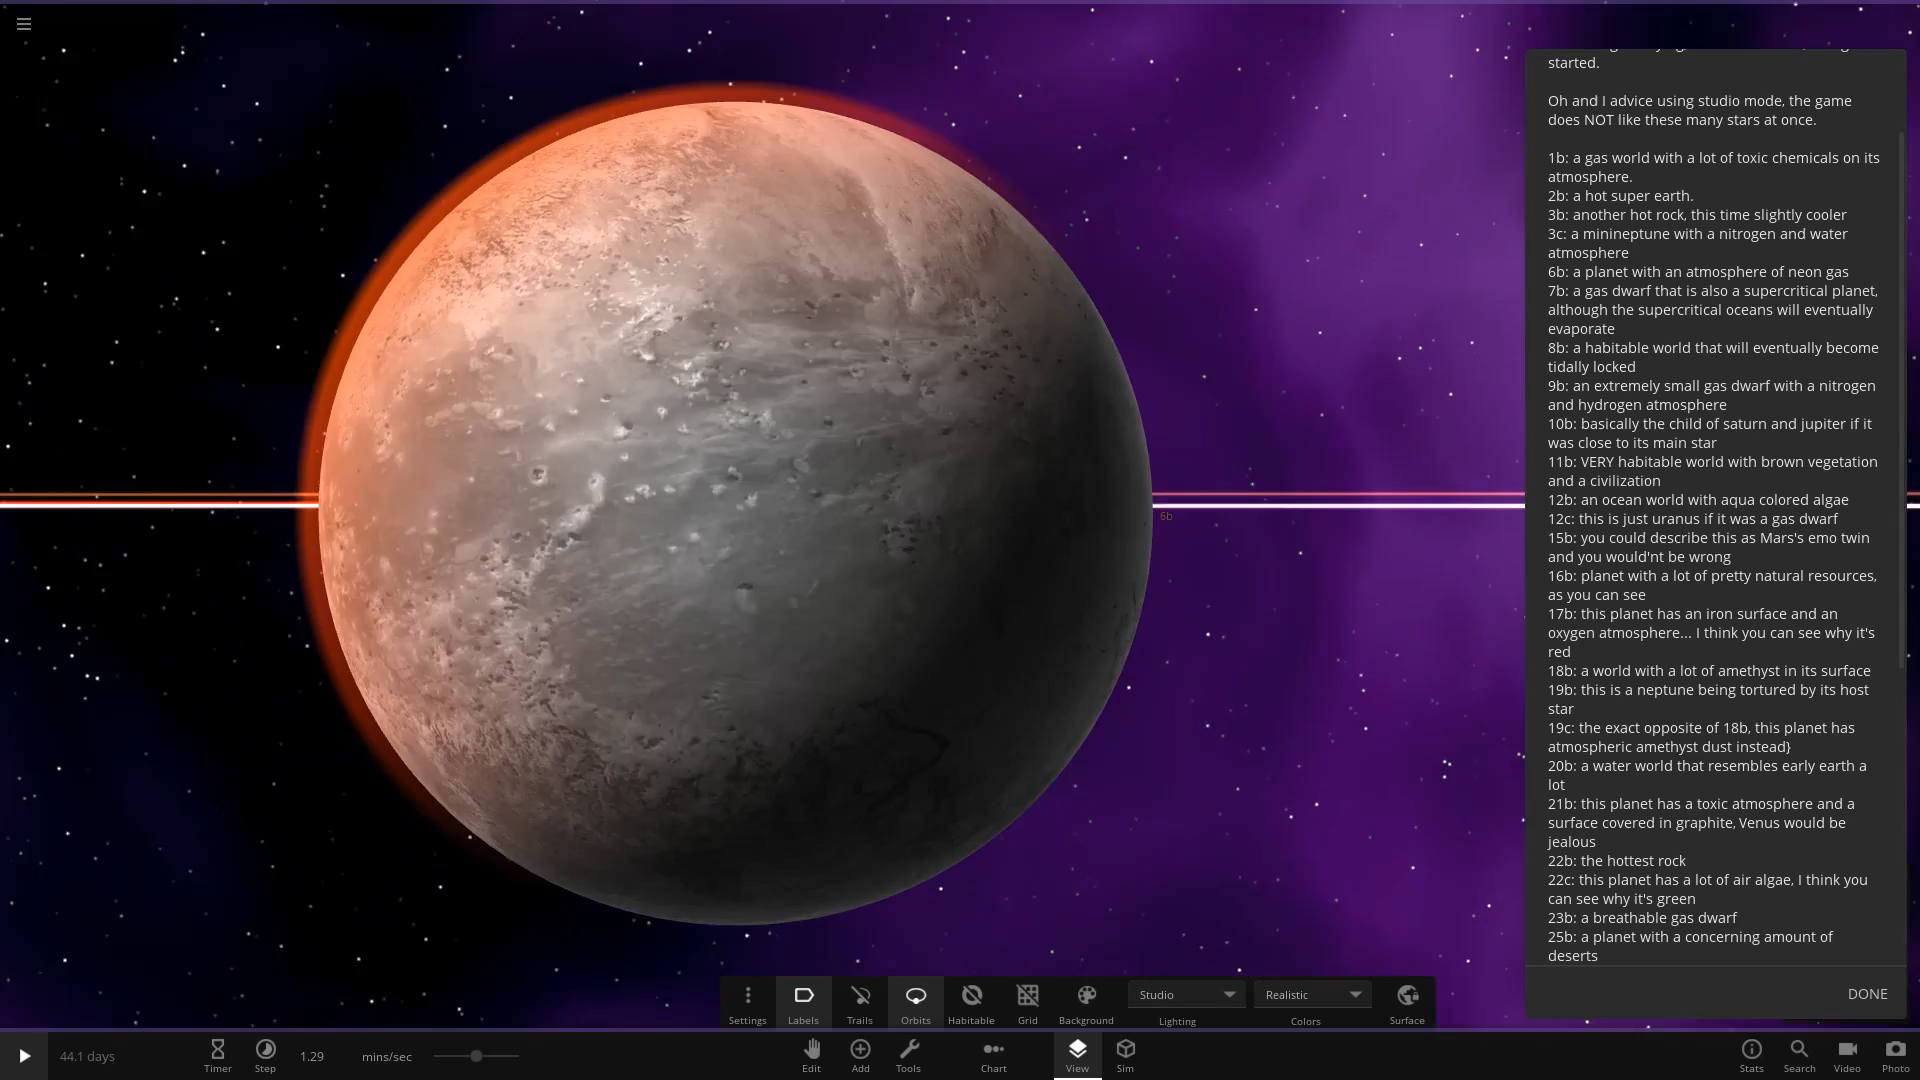 started.
Oh and I advice using studio mode, the game
does NOT like these many stars at once.
1b: a gas world with a lot of toxic chemicals on its
atmosphere.
2b: a hot super earth.
3b: another hot rock, this time slightly cooler
3c: a minineptune with a nitrogen and water
atmosphere
6b: a planet with an atmosphere of neon gas
7b: a gas dwarf that is also a supercritical planet,
although the supercritical oceans will eventually
evaporate
8b: a habitable world that will eventually become
tidally locked
9b: an extremely small gas dwarf with a nitrogen
and hydrogen atmosphere
10b: basically the child of saturn and jupiter if it
was close to its main star
11b: VERY habitable world with brown vegetation
and a civilization
12b: an ocean world with aqua colored algae
12c: this is just uranus if it was a gas dwarf
15b: you could describe this as Mars's emo twin
and you would'nt be wrong
16b: planet with a lot of pretty natural resources,
as you can see
17b: this planet has an iron surface and an
oxygen atmosphere... I think you can see why it's
red
18b: a world with a lot of amethyst in its surface
19b: this is a neptune being tortured by its host
star
19c: the exact opposite of 18b, this planet has
atmospheric amethyst dust instead}
20b: a water world that resembles early earth a
lot
21b: this planet has a toxic atmosphere and a
surface covered in graphite, Venus would be
jealous
22b: the hottest rock
22c: this planet has a lot of air algae, I think you
can see why it's green
23b: a breathable gas dwarf
25b: a planet with a concerning amount of
deserts
DONE
6b
Studio
Realistic
Settings
Labels
Trails
Orbits
Habitable
Grid
Background
Lighting
Colors
Surface
44.1 days
Timer
Step
1.29
mins/sec
Edit
Add
Tools
Chart
View
Sim
Stats
Search
Video
Photo